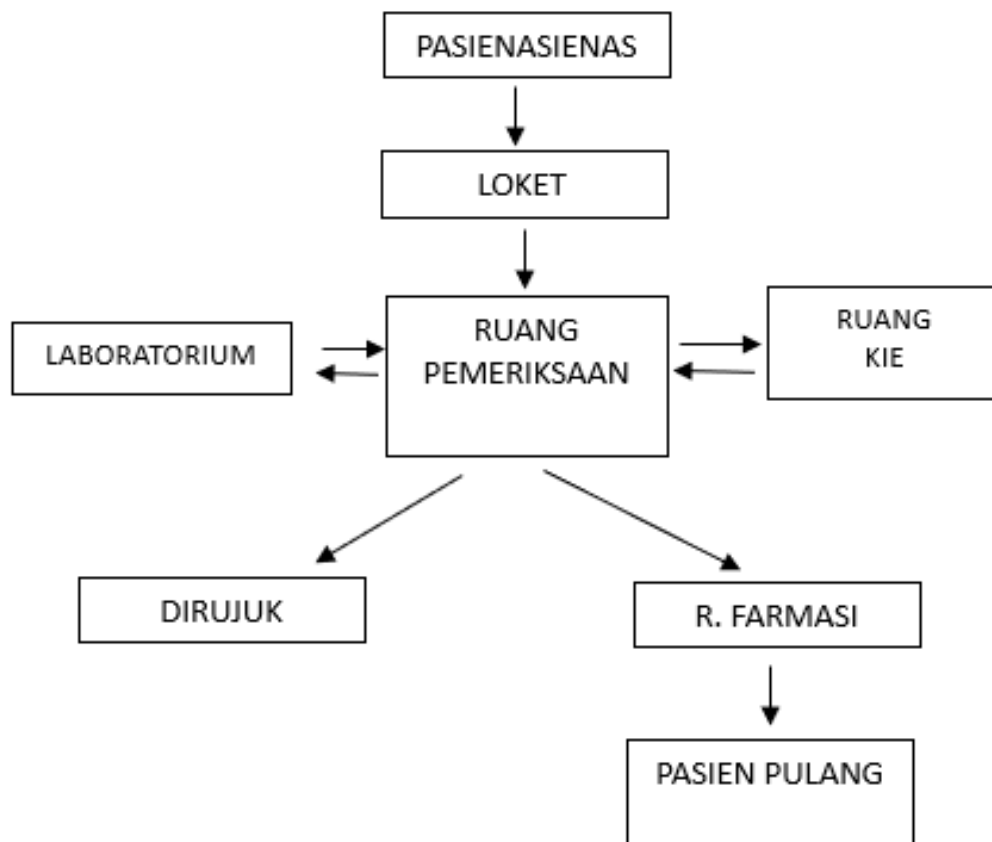 PASIENASIENAS
LOKET
LABORATORIUM
RUANG
PEMERIKSAAN
RUANG
KIE
DIRUJUK
R. FARMASI
PASIEN PULANG